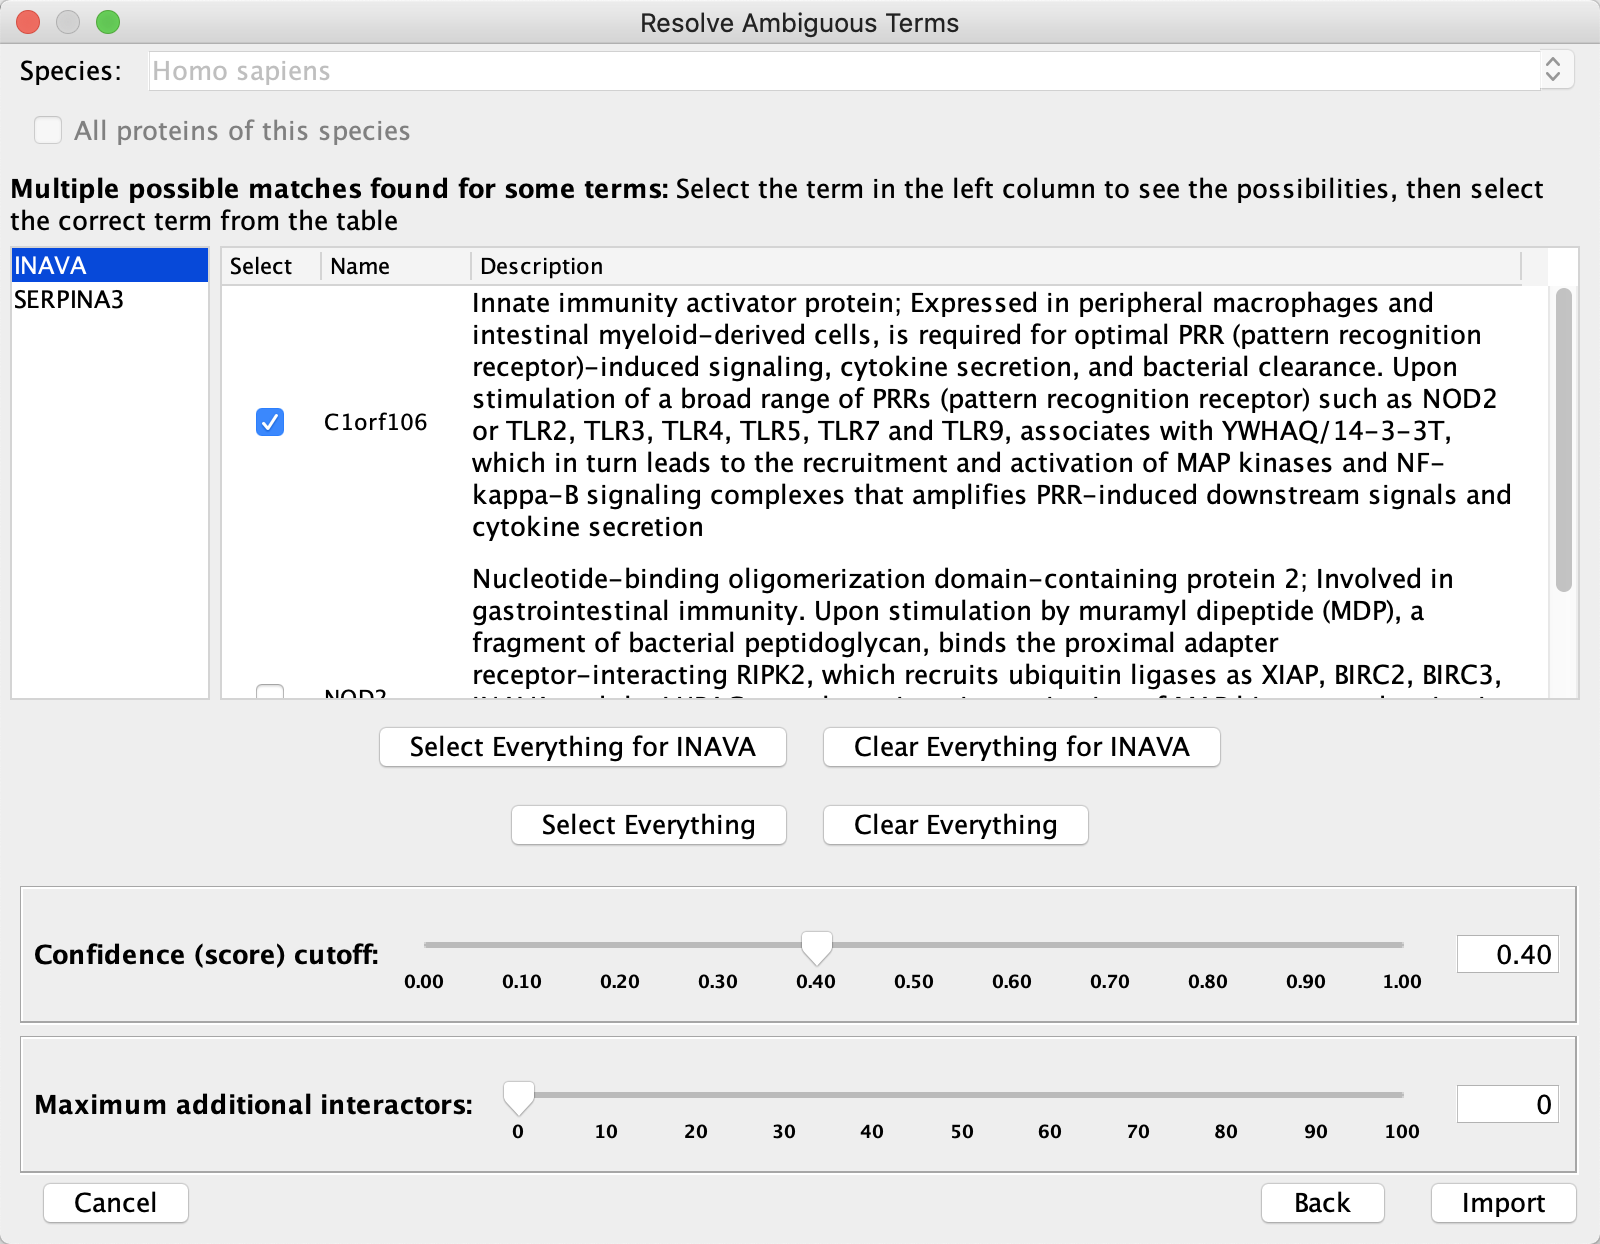 Resolve Ambiguous Terms
Species: Homo sapiens
All proteins of this species
Multiple possible matches found for some terms: Select the term in the left column to see the possibilities, then select
the correct term from the table
INAVA
SERPINA3
Select Name Description
Innate immunity activator protein; Expressed in peripheral macrophages and
intestinal myeloid-derived cells, is required for optimal PRR (pattern recognition
receptor)-induced signaling, cytokine secretion, and bacterial clearance. Upon
stimulation of a broad range of PRRs (pattern recognition receptor) such as NOD2
C1orf106
or TLR2, TLR3, TLR4, TLR5, TLR7 and TLR9, associates with YWHAQ/14-3-3T,
which in turn leads to the recruitment and activation of MAP kinases and NF-
kappa-B signaling complexes that amplifies PRR-induced downstream signals and
cytokine secretion
Nucleotide-binding oligomerization domain-containing protein 2; Involved in
gastrointestinal immunity. Upon stimulation by muramyl dipeptide (MDP), a
fragment of bacterial peptidoglycan, binds the proximal adapter
receptor-interacting RIPK2, which recruits ubiquitin ligases as XIAP, BIRC2, BIRC3,
NOD2
Select Everything for INAVA Clear Everything for INAVA
Select Everything Clear Everything
Confidence (score) cutoff: 0.40
0.00 0.10 0.20 0.30 0.40 0.50 0.60 0.70 0.80 0.90 1.00
Maximum additional interactors: 0
0 10 20 30 40 50 60 70 80 90 100
Cancel Back Import